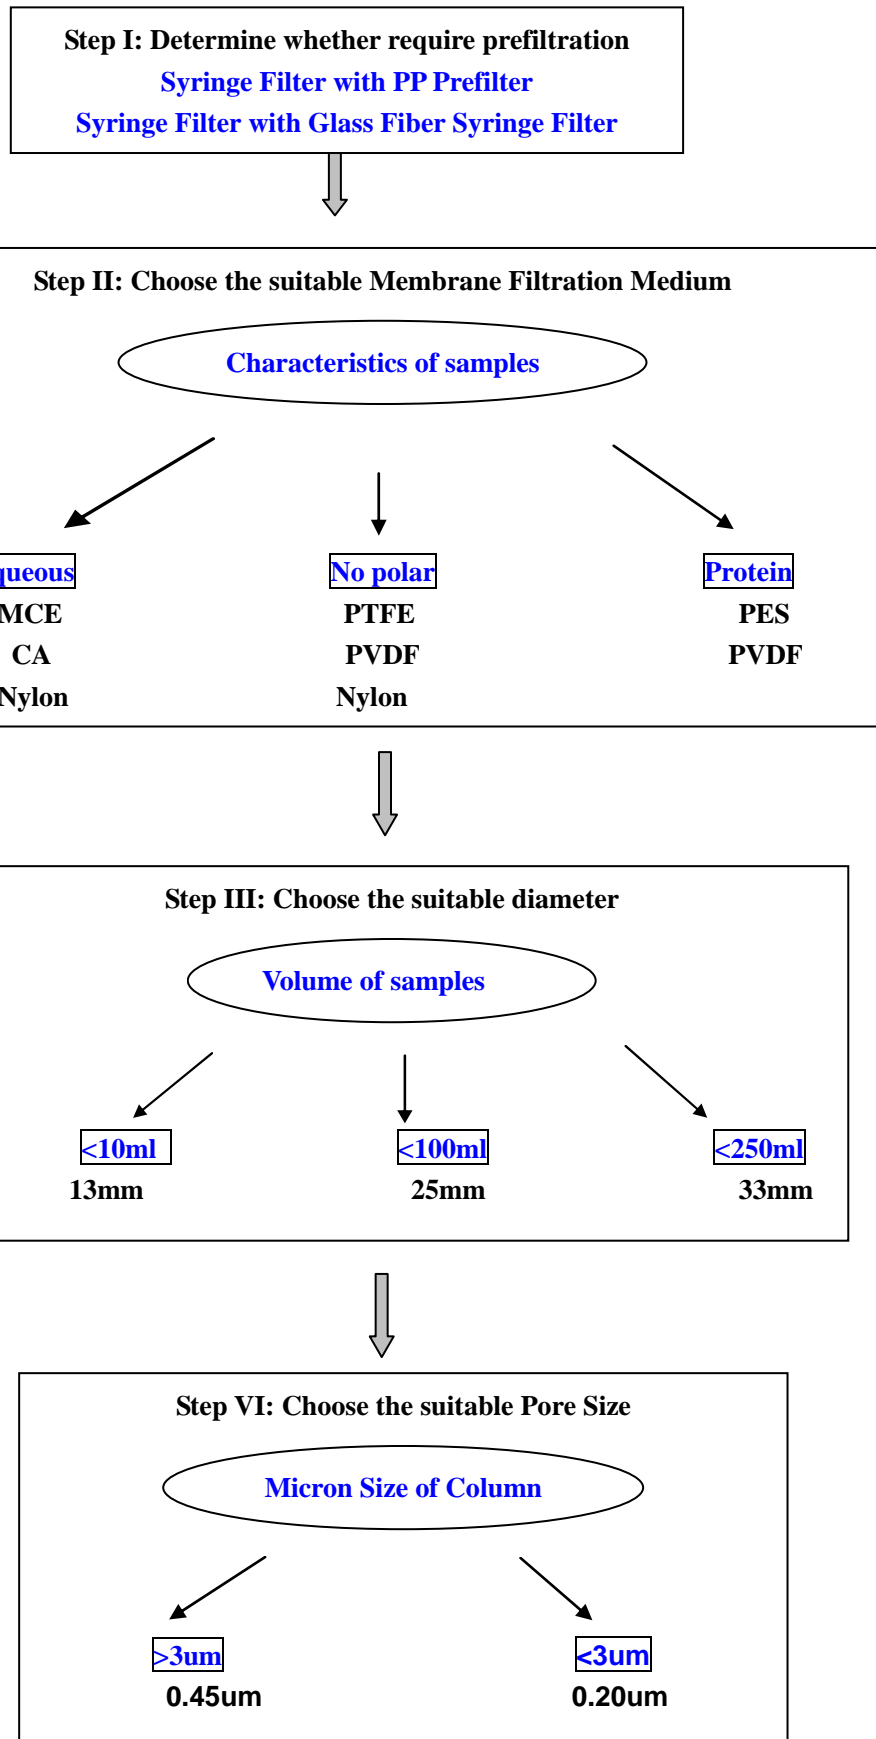 Step I: Determine whether require prefiltration
Syringe Filter with PP Prefilter
Syringe Filter with Glass Fiber Syringe Filter
Step II: Choose the suitable Membrane Filtration Medium
Characteristics of samples
queous No polar Protein
MCE PTFE PES
CA PVDF PVDF
Nylon Nylon
Step III: Choose the suitable diameter
Volume of samples
<10ml <100ml <250ml
13mm 25mm 33mm
Step VI: Choose the suitable Pore Size
Micron Size of Column
>3um <3um
0.45um 0.20um